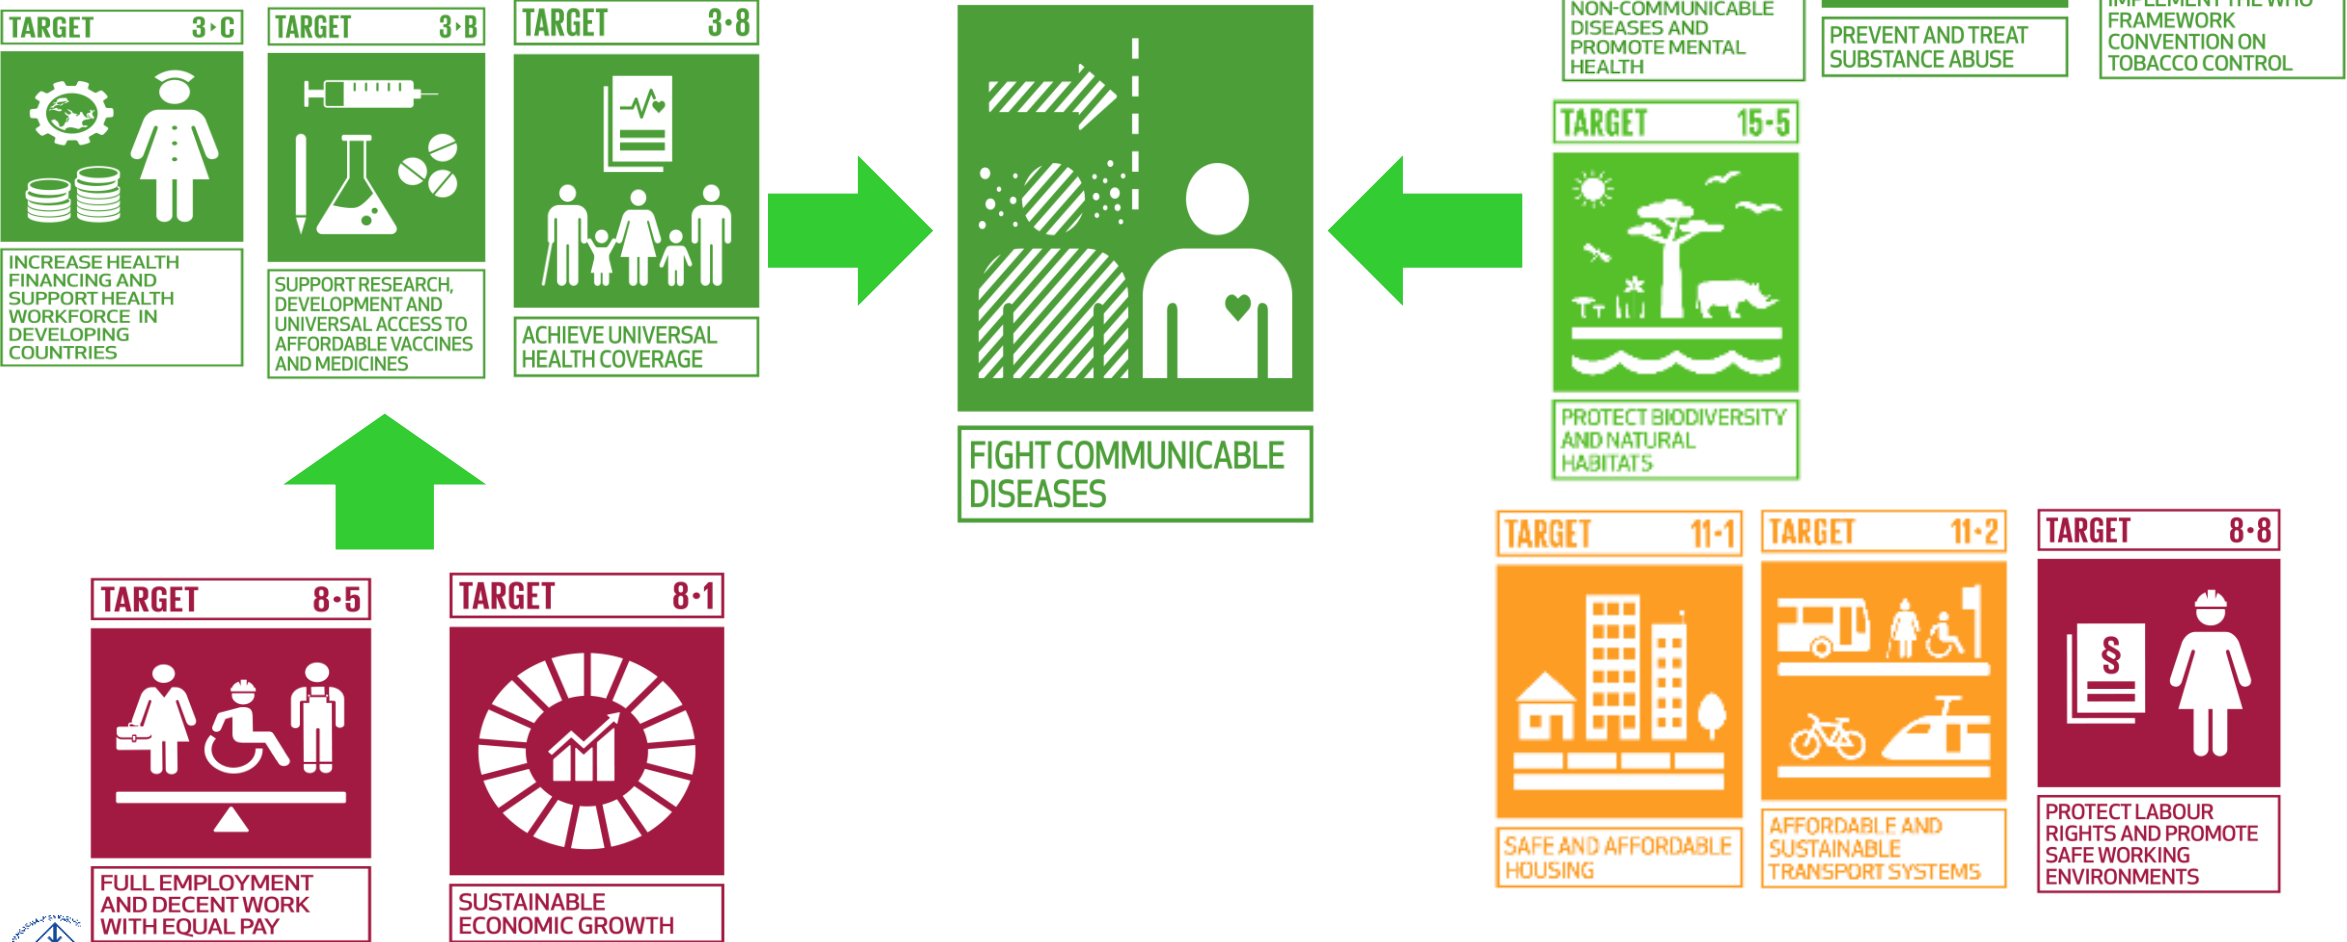 TARGET 3·C
INCREASE HEALTH
FINANCING AND
SUPPORT HEALTH
WORKFORCE IN
DEVELOPING
COUNTRIES
TARGET 3·B
SUPPORT RESEARCH,
DEVELOPMENT AND
UNIVERSAL ACCESS TO
AFFORDABLE VACCINES
AND MEDICINES
TARGET 3·8
ACHIEVE UNIVERSAL
HEALTH COVERAGE
FIGHT COMMUNICABLE
DISEASES
NON-COMMUNICABLE
DISEASES AND
PROMOTE MENTAL
HEALTH
PREVENT AND TREAT
SUBSTANCE ABUSE
IMPLEMENT THE WHO
FRAMEWORK
CONVENTION ON
TOBACCO CONTROL
TARGET 15·5
PROTECT BIODIVERSITY
AND NATURAL
HABITATS
TARGET 8·5
FULL EMPLOYMENT
AND DECENT WORK
WITH EQUAL PAY
TARGET 8·1
SUSTAINABLE
ECONOMIC GROWTH
TARGET 11·1
SAFE AND AFFORDABLE
HOUSING
TARGET 11·2
AFFORDABLE AND
SUSTAINABLE
TRANSPORT SYSTEMS
TARGET 8·8
§
PROTECT LABOUR
RIGHTS AND PROMOTE
SAFE WORKING
ENVIRONMENTS